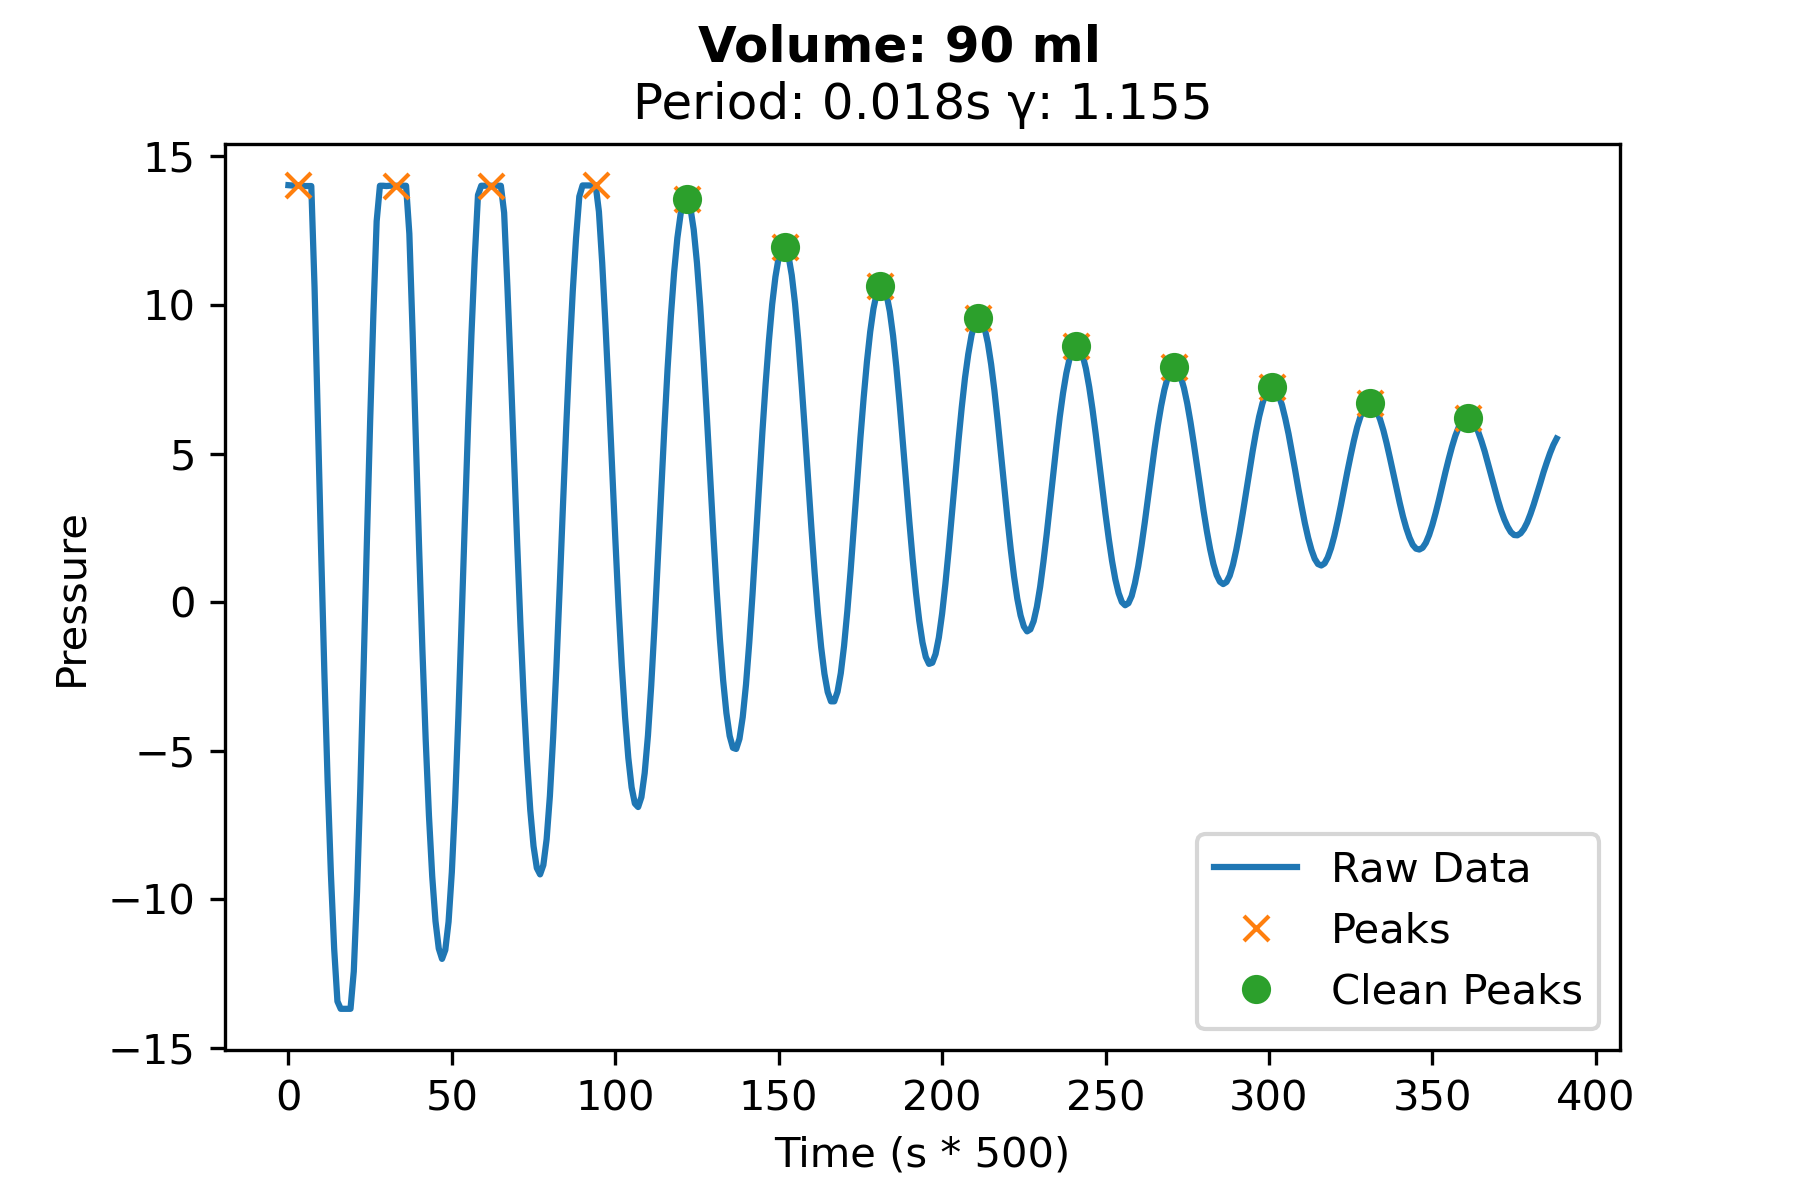 Volume: 90 ml
Period: 0.018s γ: 1.155
15
10
5
0
−5
−10
−15
Pressure
0 50 100 150 200 250 300 350 400
Time (s * 500)
Raw Data
Peaks
Clean Peaks